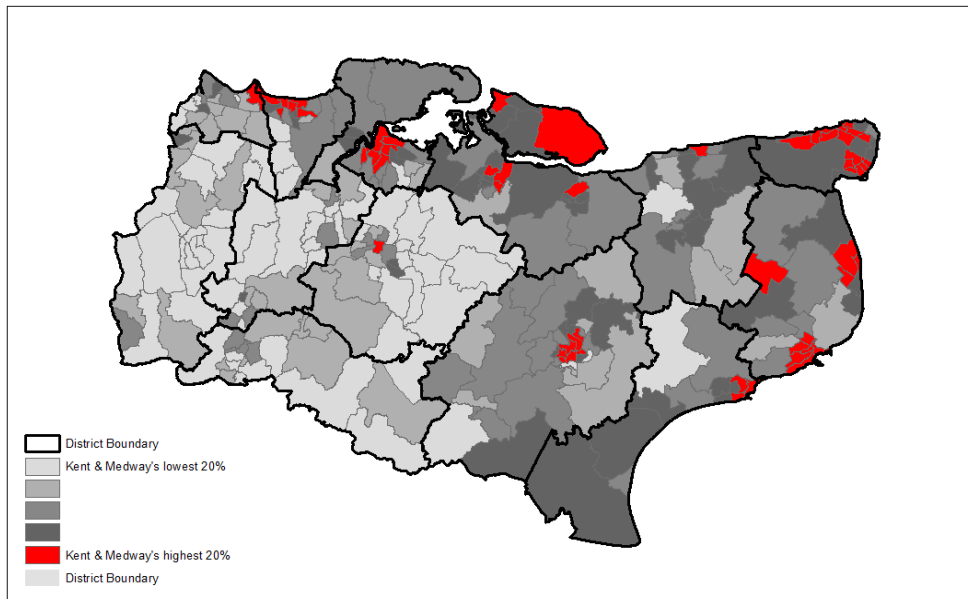 District Boundary
Kent & Medway's lowest 20%
Kent & Medway's highest 20%
District Boundary